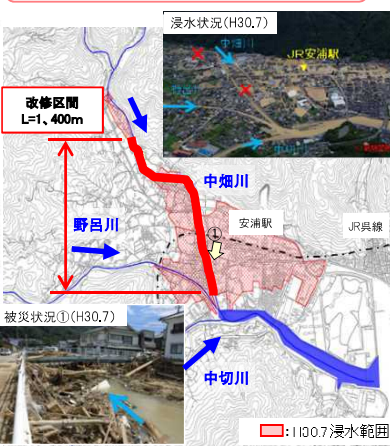 浸水状況(H30.7)
中畑川
JR安浦駅
野呂川
改修区間
L=1、400m
中畑川
野呂川
安浦駅
JR呉線
①
被災状況①(H30.7)
中切川
:H30.7浸水範囲